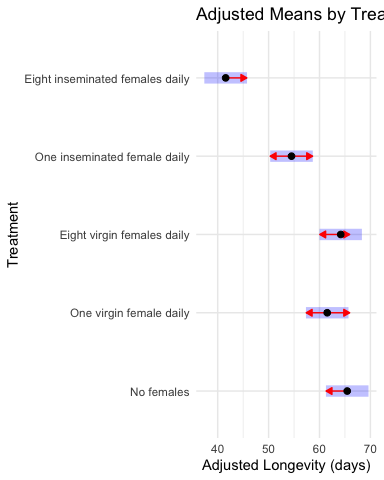 Adjusted Means by Trea
Eight inseminated females daily
One inseminated female daily
Eight virgin females daily
One virgin female daily
No females
Treatment
40 50 60 70
Adjusted Longevity (days)